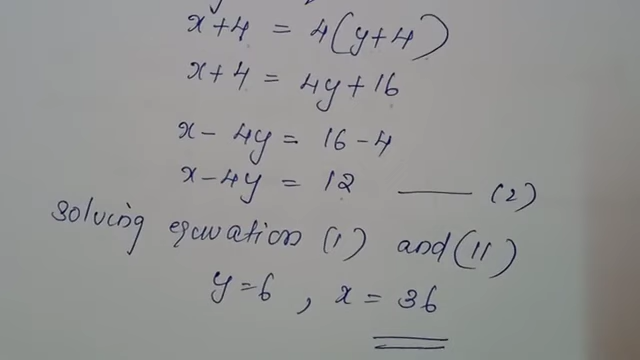 x+4 = 4(y+4)
x+4 = 4y+16
x-4y = 16-4
x-4y = 12 —— (2)
solving equation (1) and (11)
y=6 , x = 36